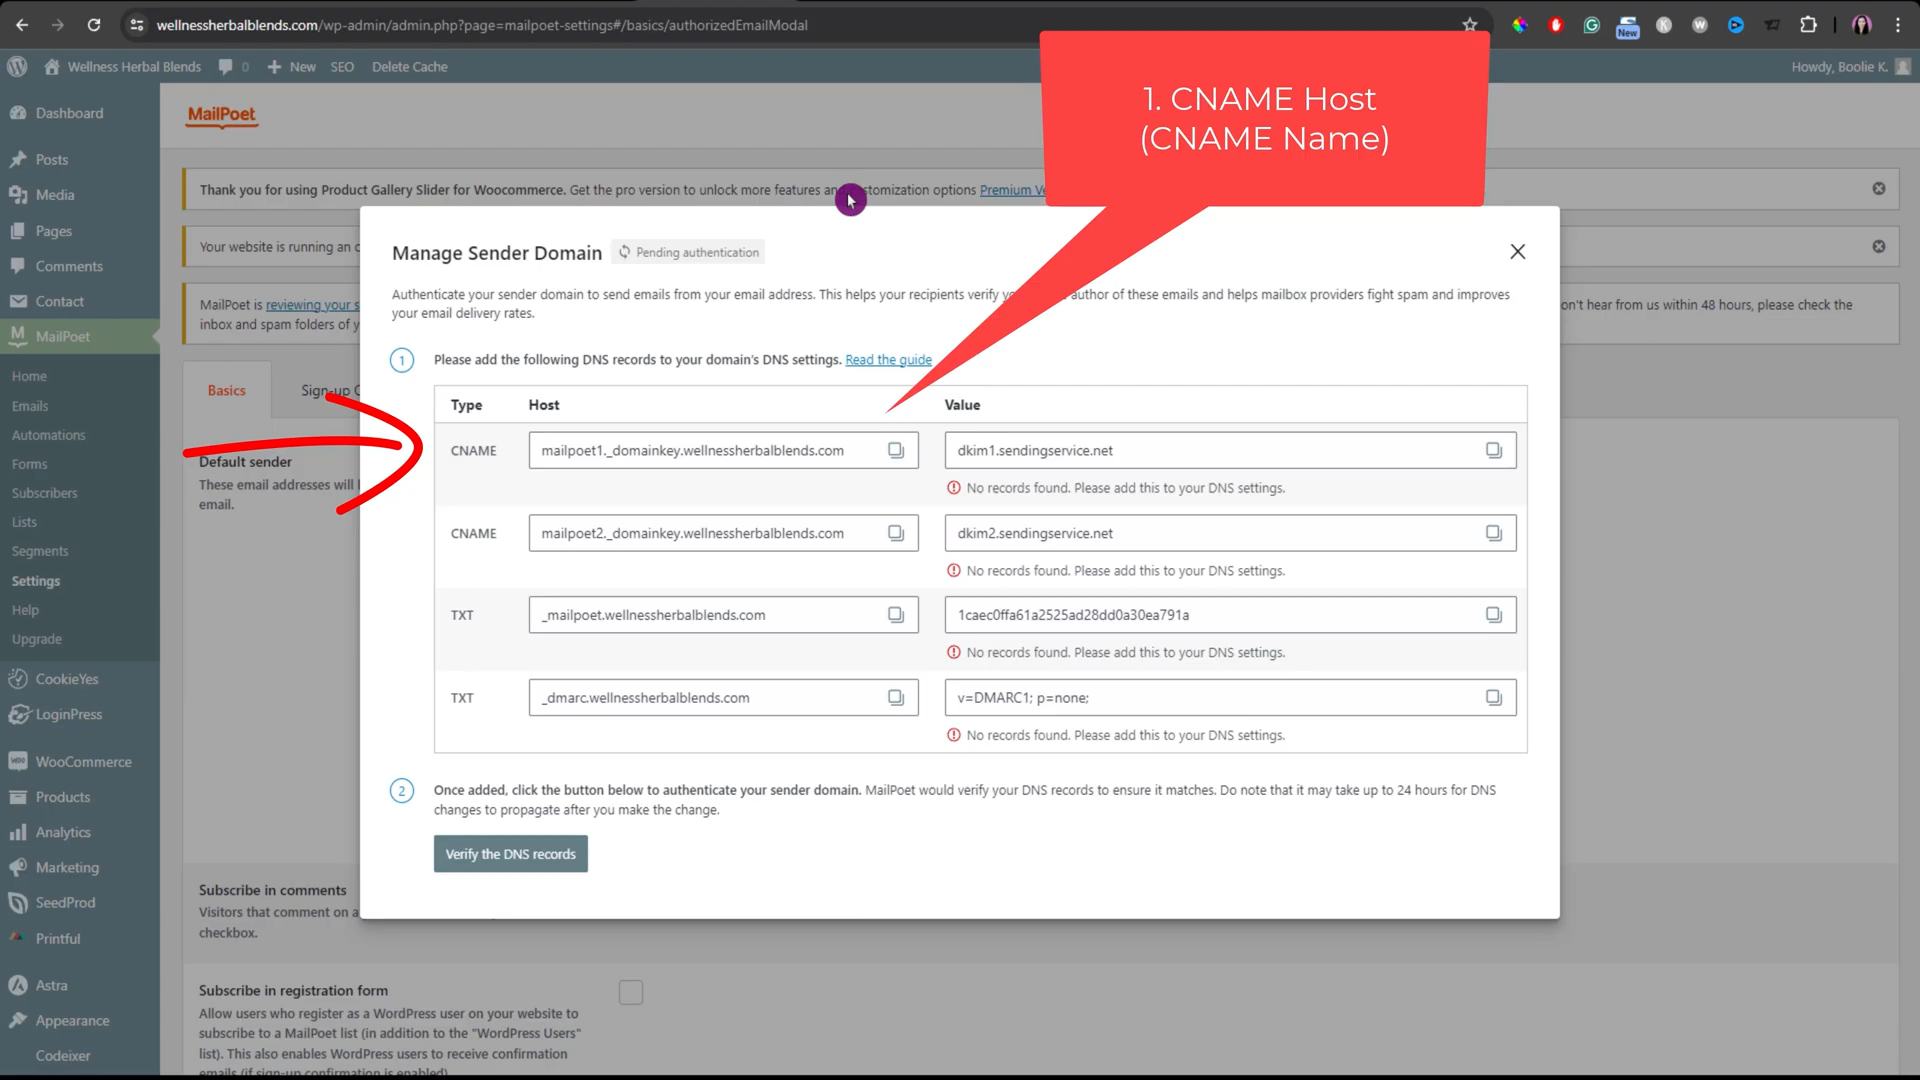 wellnessherbalblends.com/wp-admin/admin.php?page=mailpoet-settings#/basics/authorizedEmailModal
New
Wellness Herbal Blends
0
New
SEO
Delete Cache
Howdy, Boolie K.
1. CNAME Host
(CNAME Name)
Dashboard
Posts
Media
Pages
Comments
Contact
MailPoet
Home
Emails
Automations
Forms
Subscribers
Lists
Segments
Settings
Help
Upgrade
CookieYes
LoginPress
WooCommerce
Products
Analytics
Marketing
SeedProd
Printful
Astra
Appearance
Codeixer
MailPoet
Thank you for using Product Gallery Slider for Woocommerce. Get the pro version to unlock more features an stomization options Premium Ve
Your website is running an o
MailPoet is reviewing your s
on't hear from us within 48 hours, please check the
inbox and spam folders of y
Basics
Sign-up C
Default sender
These email addresses will
email.
Manage Sender Domain
Pending authentication
Authenticate your sender domain to send emails from your email address. This helps your recipients verify yo author of these emails and helps mailbox providers fight spam and improves
your email delivery rates.
1
Please add the following DNS records to your domain's DNS settings. Read the guide
Type Host Value
CNAME mailpoet1._domainkey.wellnessherbalblends.com dkim1.sendingservice.net
No records found. Please add this to your DNS settings.
CNAME mailpoet2._domainkey.wellnessherbalblends.com dkim2.sendingservice.net
No records found. Please add this to your DNS settings.
TXT _mailpoet.wellnessherbalblends.com 1caec0ffa61a2525ad28dd0a30ea791a
No records found. Please add this to your DNS settings.
TXT _dmarc.wellnessherbalblends.com v=DMARC1; p=none;
No records found. Please add this to your DNS settings.
2
Once added, click the button below to authenticate your sender domain. MailPoet would verify your DNS records to ensure it matches. Do note that it may take up to 24 hours for DNS
changes to propagate after you make the change.
Verify the DNS records
Subscribe in comments
Visitors that comment on a
checkbox.
Subscribe in registration form
Allow users who register as a WordPress user on your website to
subscribe to a MailPoet list (in addition to the "WordPress Users"
list). This also enables WordPress users to receive confirmation
emails (if sign-up confirmation is enabled).